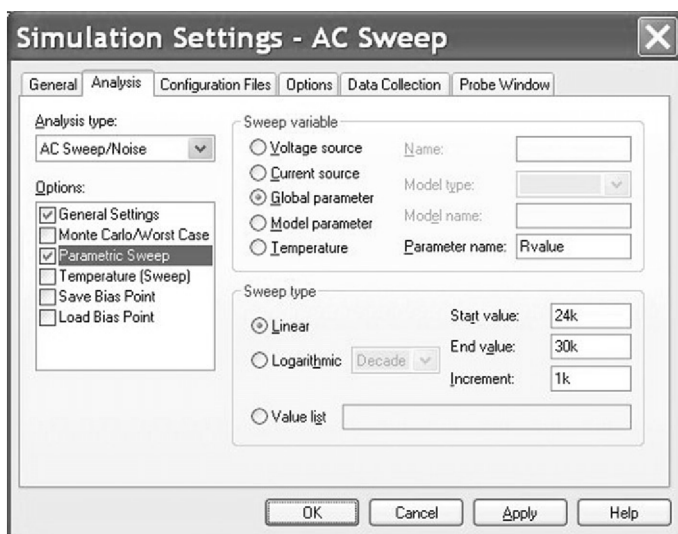 Simulation Settings - AC Sweep
General Analysis Configuration Files Options Data Collection Probe Window
Analysis type:
AC Sweep/Noise
Options:
General Settings
Monte Carlo/Worst Case
Parametric Sweep
Temperature (Sweep)
Save Bias Point
Load Bias Point
Sweep variable
Voltage source
Current source
Global parameter
Model parameter
Temperature
Name:
Model type:
Model name:
Parameter name: Rvalue
Sweep type
Linear
Logarithmic Decade
Value list
Start value: 24k
End value: 30k
Increment: 1k
OK Cancel Apply Help